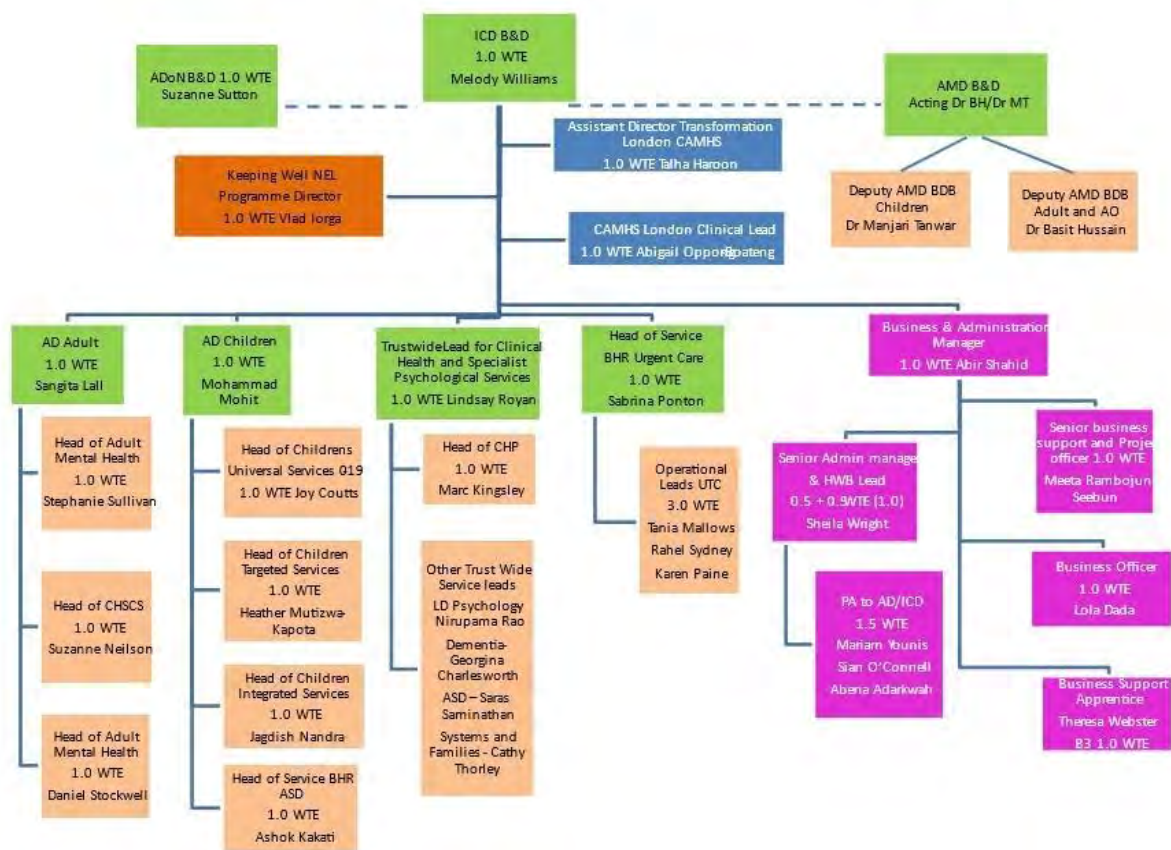 ICD B&D
1.0 WTE
Melody Williams
ADoN B&D 1.0 WTE
Suzanne Sutton
AMD B&D
Acting Dr BH/Dr MT
Assistant Director Transformation
London CAMHS
1.0 WTE Talha Haroon
Keeping Well NEL
Programme Director
1.0 WTE Vlad Iorga
Deputy AMD BDB
Children
Dr Manjari Tanwar
Deputy AMD BDB
Adult and AO
Dr Basit Hussain
CAMHS London Clinical Lead
1.0 WTE Abigail Oppong-Boateng
AD Adult
1.0 WTE
Sangita Lall
AD Children
1.0 WTE
Mohammad
Mohit
Trustwide Lead for Clinical
Health and Specialist
Psychological Services
1.0 WTE Lindsay Royan
Head of Service
BHR Urgent Care
1.0 WTE
Sabrina Ponton
Business & Administration
Manager
1.0 WTE Abir Shahid
Head of Adult
Mental Health
1.0 WTE
Stephanie Sullivan
Head of CHSCS
1.0 WTE
Suzanne Neilson
Head of Adult
Mental Health
1.0 WTE
Daniel Stockwell
Head of Childrens
Universal Services 019
1.0 WTE Joy Coutts
Head of Children
Targeted Services
1.0 WTE
Heather Mutizwa-
Kapota
Head of Children
Integrated Services
1.0 WTE
Jagdish Nandra
Head of Service BHR
ASD
1.0 WTE
Ashok Kakati
Head of CHP
1.0 WTE
Marc Kingsley
Other Trust Wide
Service leads
LD Psychology
Nirupama Rao
Dementia-
Georgina
Charlesworth
ASD – Saras
Saminathan
Systems and
Families - Cathy
Thorley
Operational
Leads UTC
3.0 WTE
Tania Mallows
Rahel Sydney
Karen Paine
Senior Admin manager
& HWB Lead
0.5 + 0.5WTE (1.0)
Sheila Wright
PA to AD/ICD
1.5 WTE
Mariam Younis
Sian O'Connell
Abena Adarkwah
Senior business
support and Project
officer 1.0 WTE
Meeta Rambojun
Seebun
Business Officer
1.0 WTE
Lola Dada
Business Support
Apprentice
Theresa Webster
B3 1.0 WTE